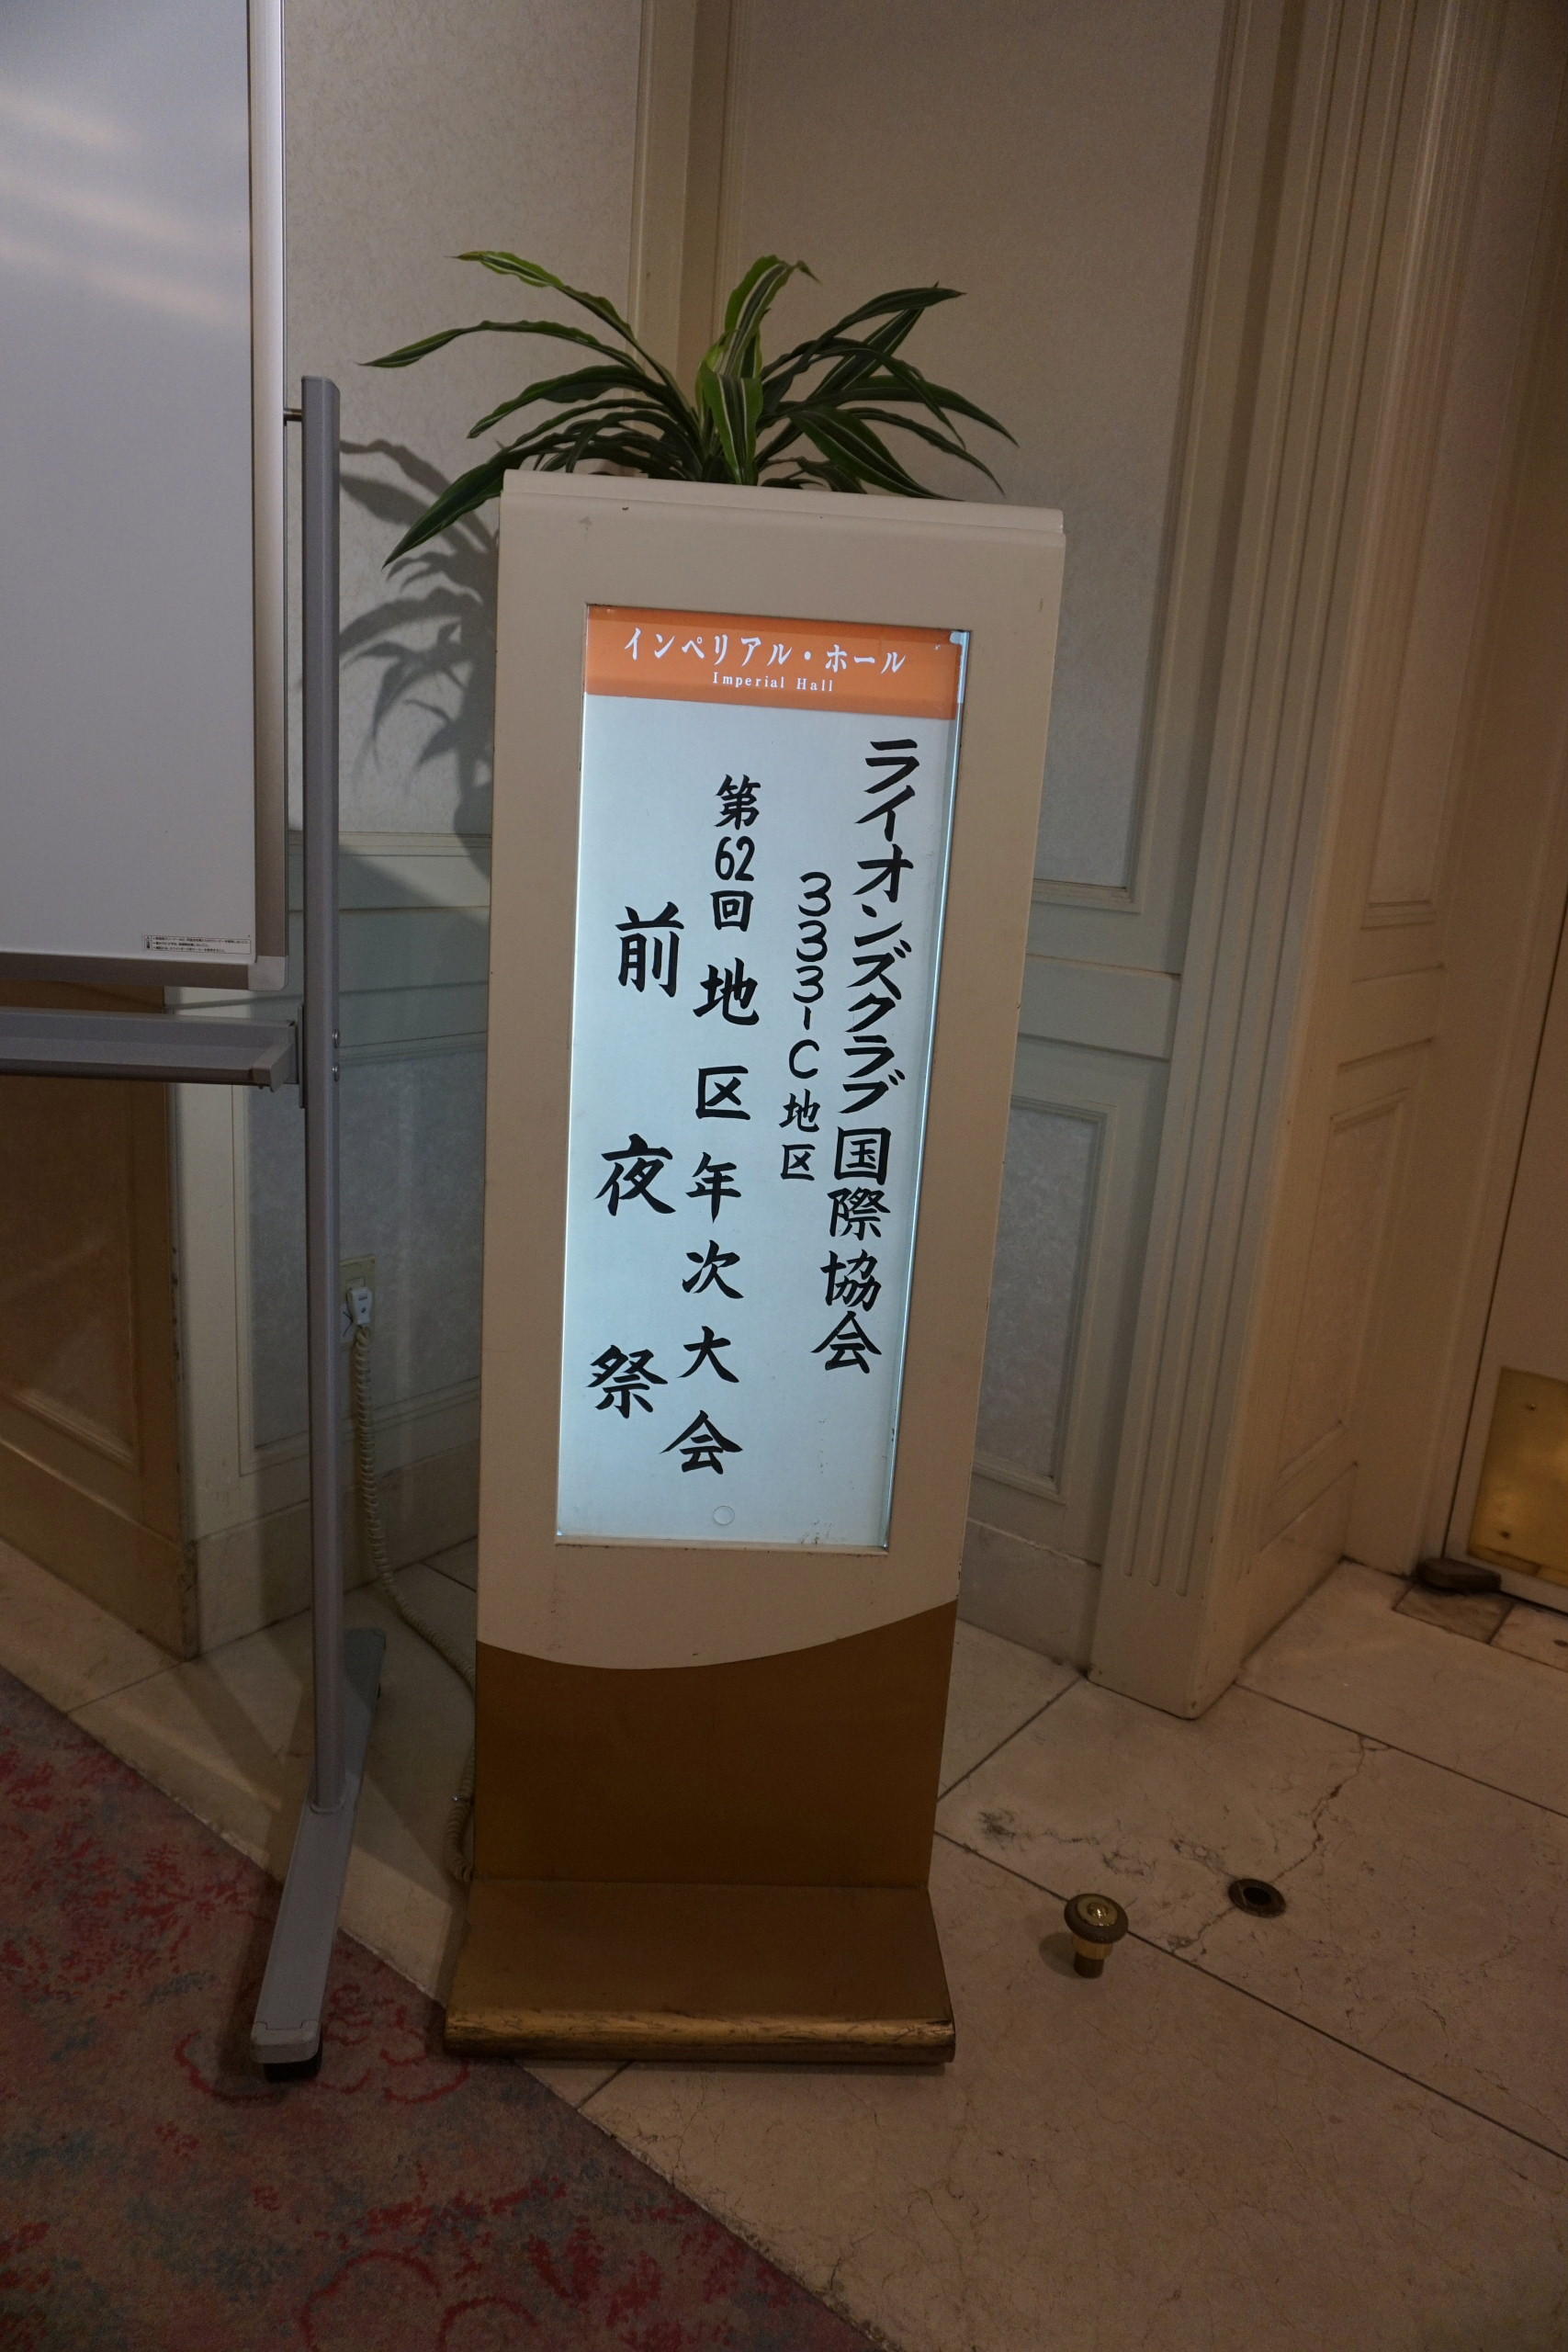 インペリアル・ホール
Imperial Hall
ライオンズクラブ国際協会
333-C地区
第62回 地区年次大会
前夜祭